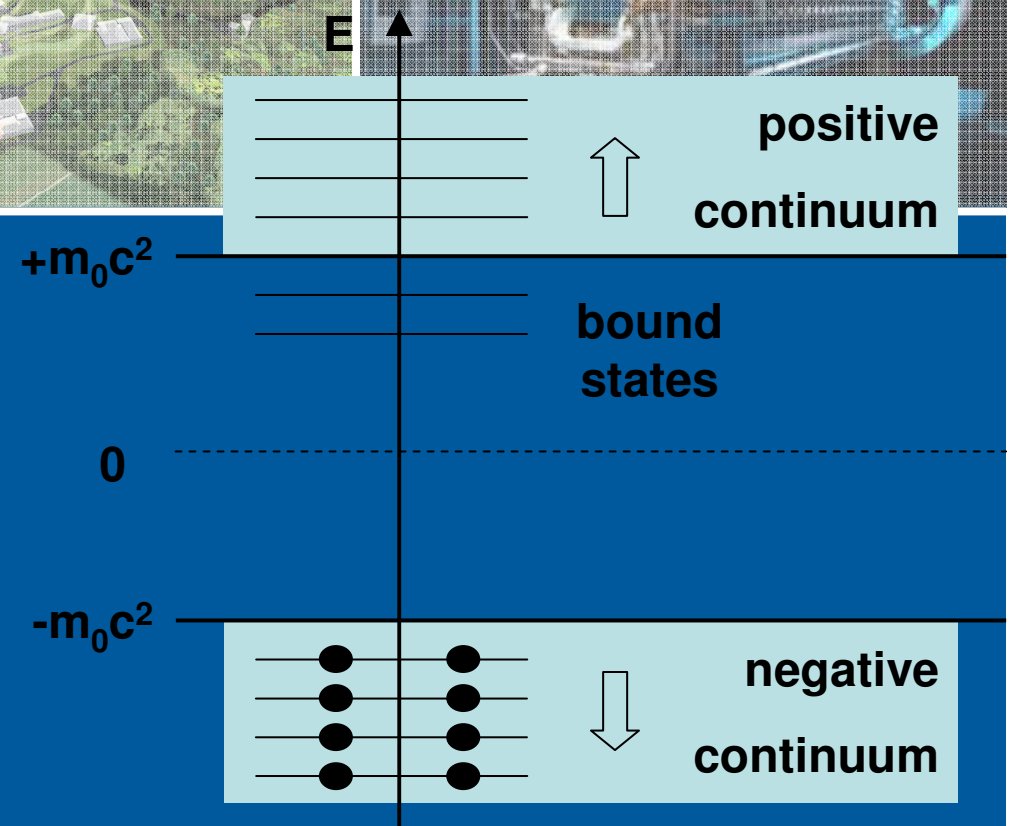 E
positive
continuum
+m₀c²
bound
states
0
-m₀c²
negative
continuum